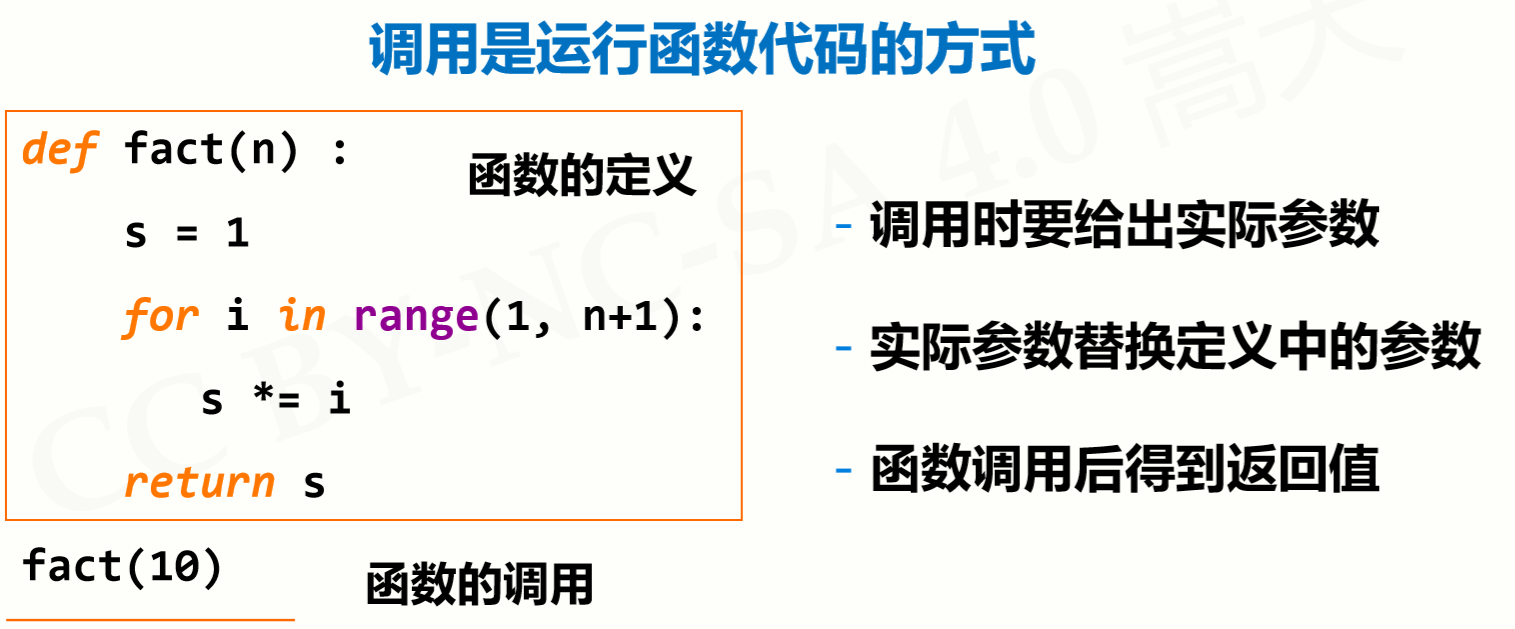 调用是运行函数代码的方式
def fact(n) :
函数的定义
s = 1
for i in range(1, n+1):
s *= i
return s
fact(10)
函数的调用
- 调用时要给出实际参数
- 实际参数替换定义中的参数
- 函数调用后得到返回值
CC BY-NC-SA 4.0 嵩天